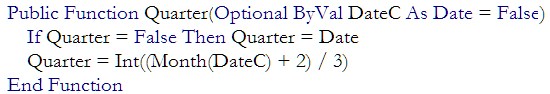 Public Function Quarter(Optional ByVal DateC As Date = False)
If Quarter = False Then Quarter = Date
Quarter = Int((Month(DateC) + 2) / 3)
End Function